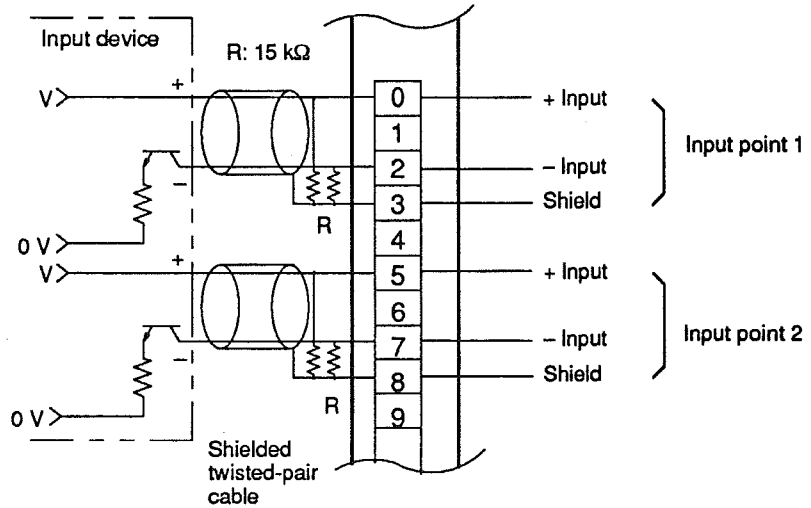 Input device
R: 15 kΩ
+
V
0
+ Input
1
Input point 1
2
– Input
–
3
Shield
R
0 V
4
+
V
5
+ Input
6
Input point 2
7
– Input
–
8
Shield
R
0 V
9
Shielded
twisted-pair
cable